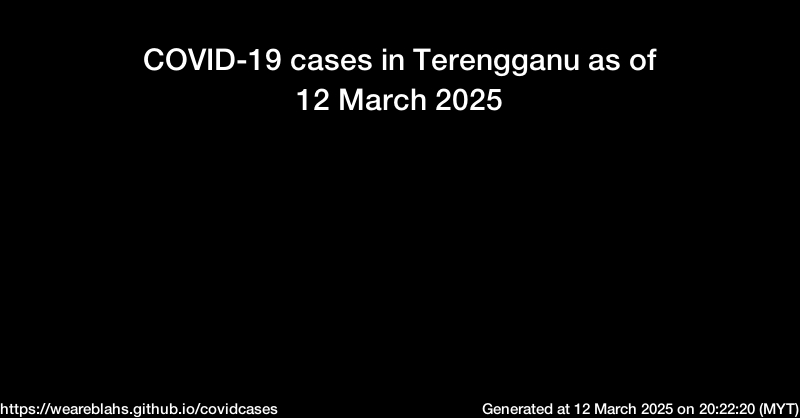 COVID-19 cases in Terengganu as of
12 March 2025
https://weareblahs.github.io/covidcases
Generated at 12 March 2025 on 20:22:20 (MYT)